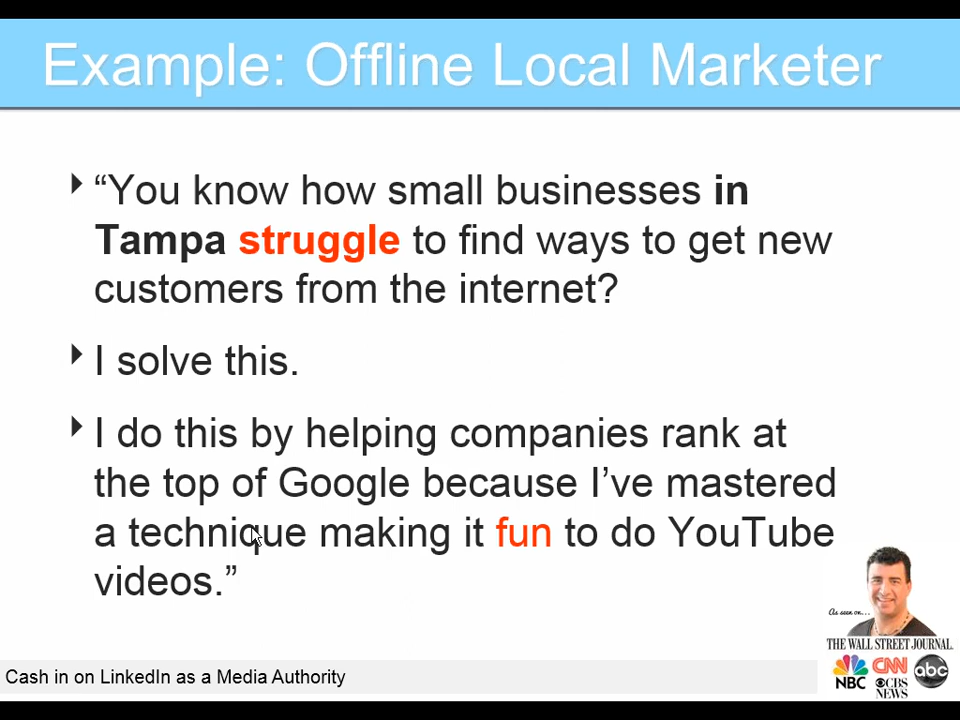 Example: Offline Local Marketer
“You know how small businesses in
Tampa struggle to find ways to get new
customers from the internet?
I solve this.
I do this by helping companies rank at
the top of Google because I’ve mastered
a technique making it fun to do YouTube
videos.”
As seen on...
THE WALL STREET JOURNAL.
NBC
CNN
CBS
NEWS
abc
Cash in on LinkedIn as a Media Authority